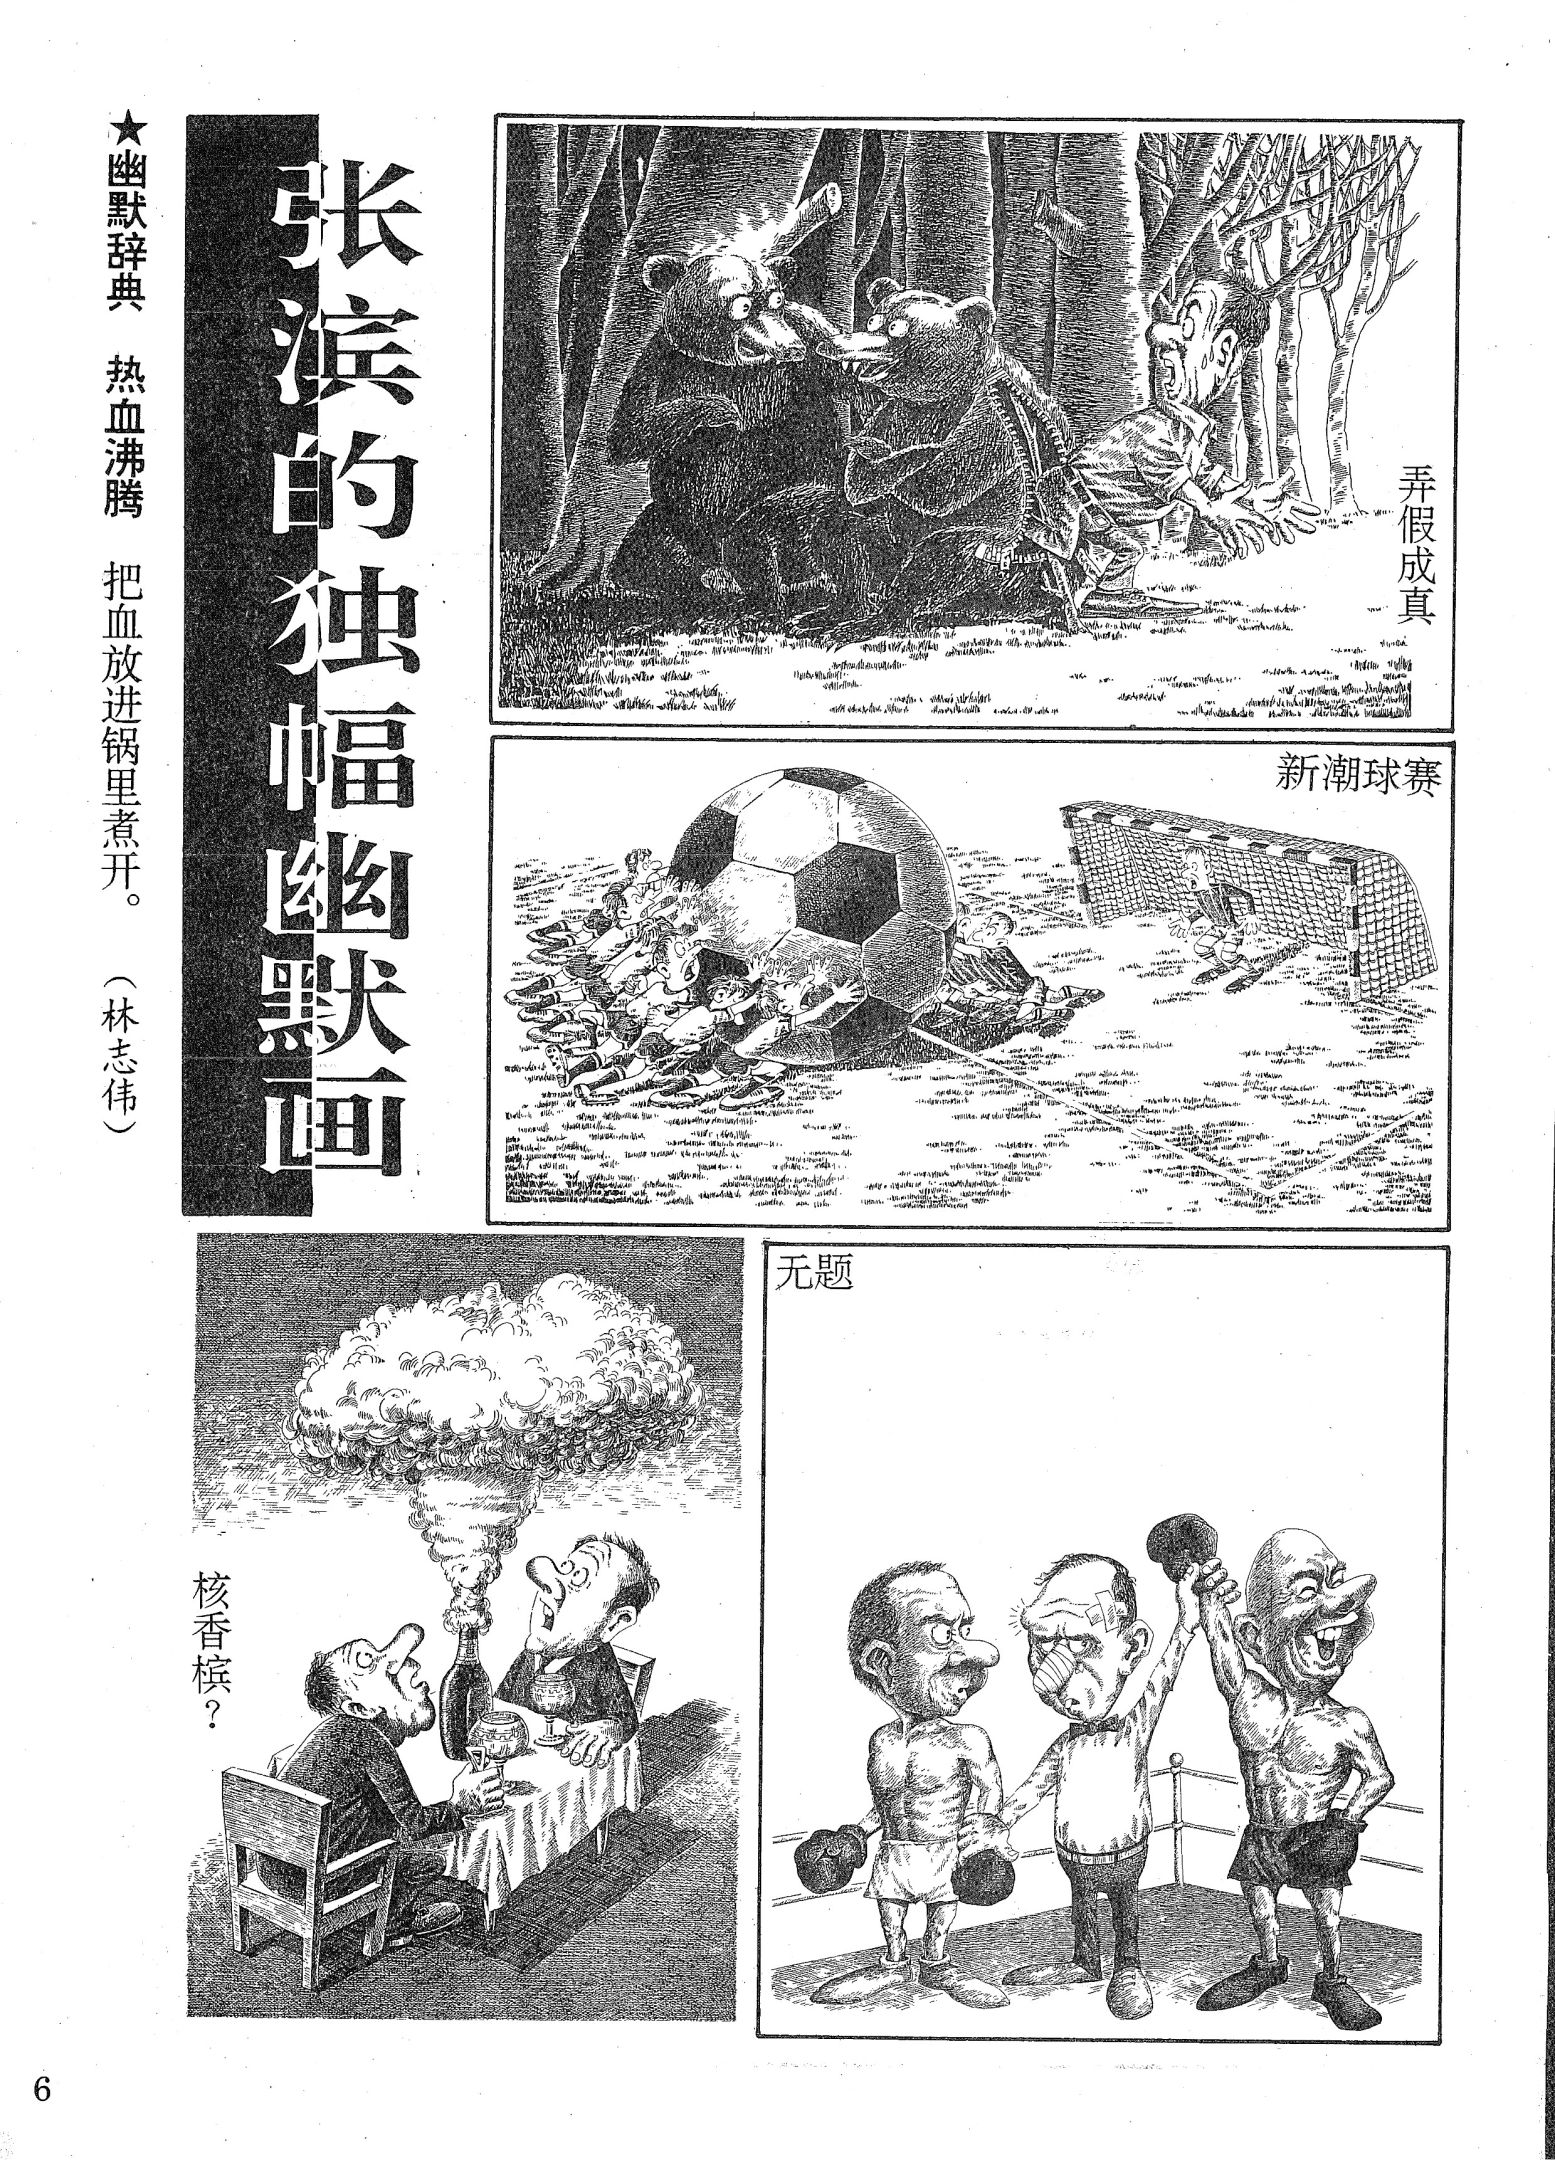 ★幽默辞典 热血沸腾 把血放进锅里煮开。 (林志伟)
张滨的独幅幽默画
弄假成真
新潮球赛
核香槟?
无题
6